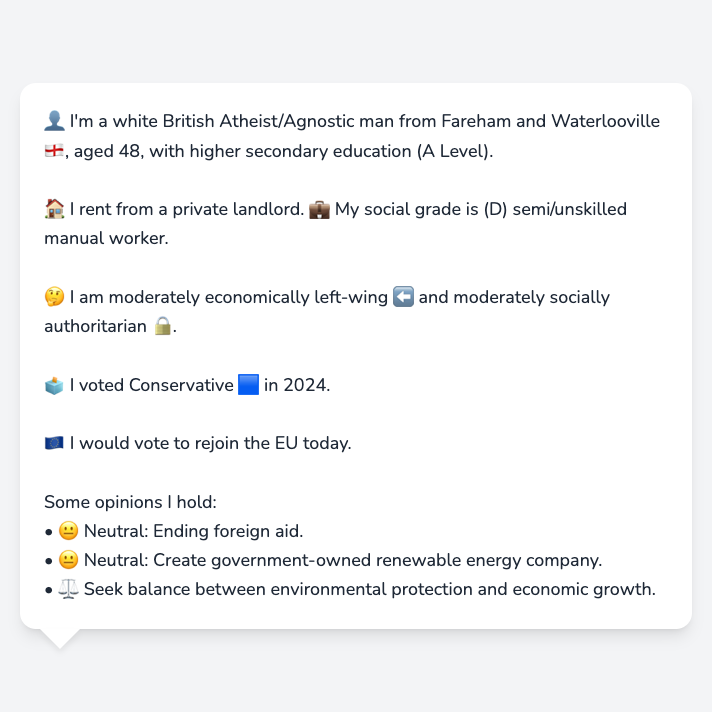 👤 I'm a white British Atheist/Agnostic man from Fareham and Waterlooville
🏴󠁧󠁢󠁥󠁮󠁧󠁿, aged 48, with higher secondary education (A Level).
🏠 I rent from a private landlord. 💼 My social grade is (D) semi/unskilled
manual worker.
🤔 I am moderately economically left-wing ⬅️ and moderately socially
authoritarian 🔒.
🗳️ I voted Conservative 🟦 in 2024.
🇪🇺 I would vote to rejoin the EU today.
Some opinions I hold:
• 😐 Neutral: Ending foreign aid.
• 😐 Neutral: Create government-owned renewable energy company.
• ⚖️ Seek balance between environmental protection and economic growth.